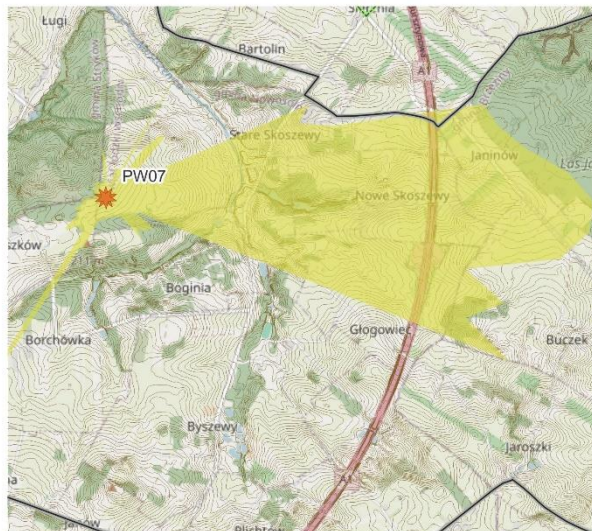 Ługi
Bartolin
A1
Stare Skoszewy
Janinów
PW07
Nowe Skoszewy
szków
Boginia
Borchówka
Głogowiec
Buczek
Byszewy
Jaroszki
A1